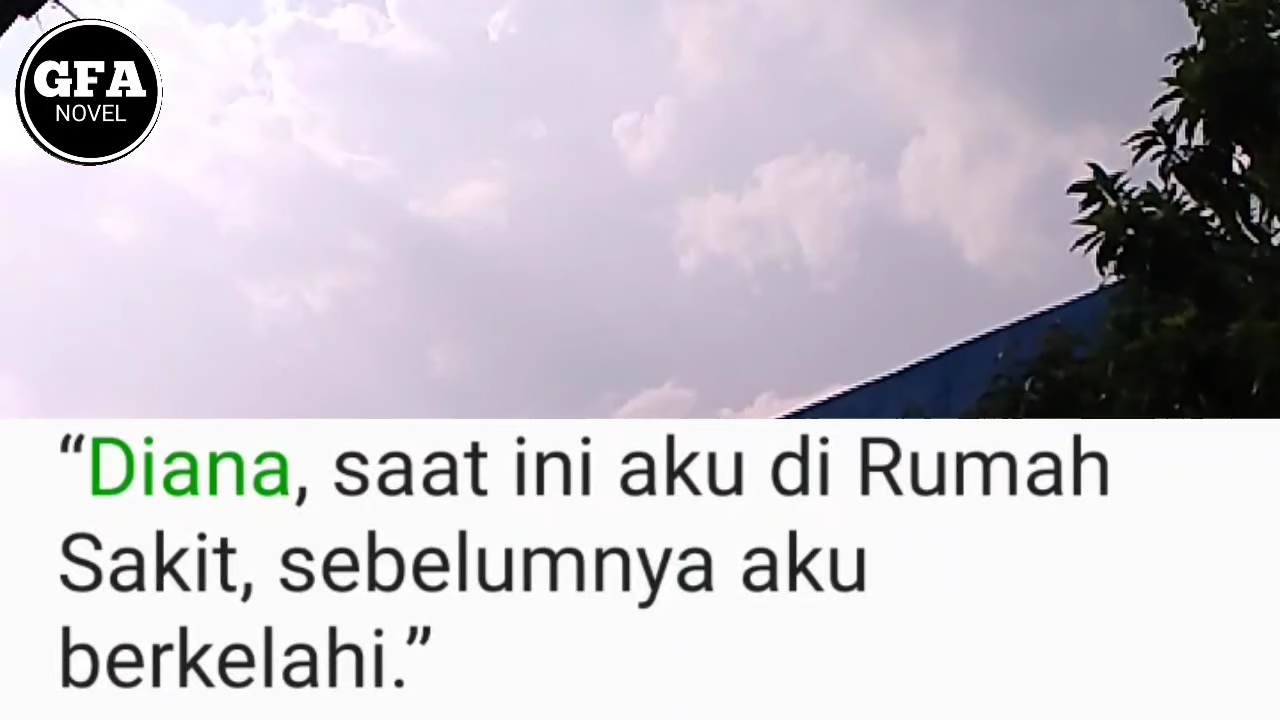 GFA
NOVEL
“Diana, saat ini aku di Rumah
Sakit, sebelumnya aku
berkelahi.”